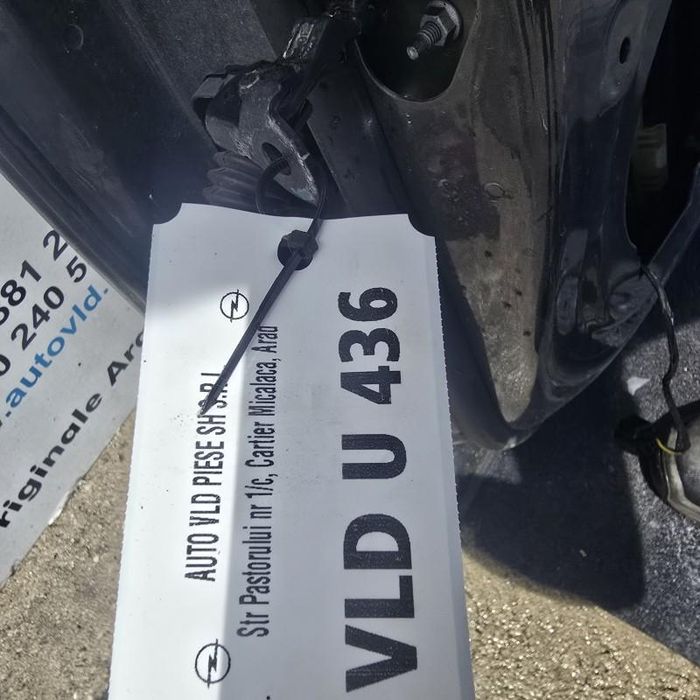 AUTO VLD PIESE SH S.R.L
Str Pastorului nr 1/c, Cartier Micalaca, Arad
VLD U 436
681 2
0 240 5
.autovld.
riginale Ar